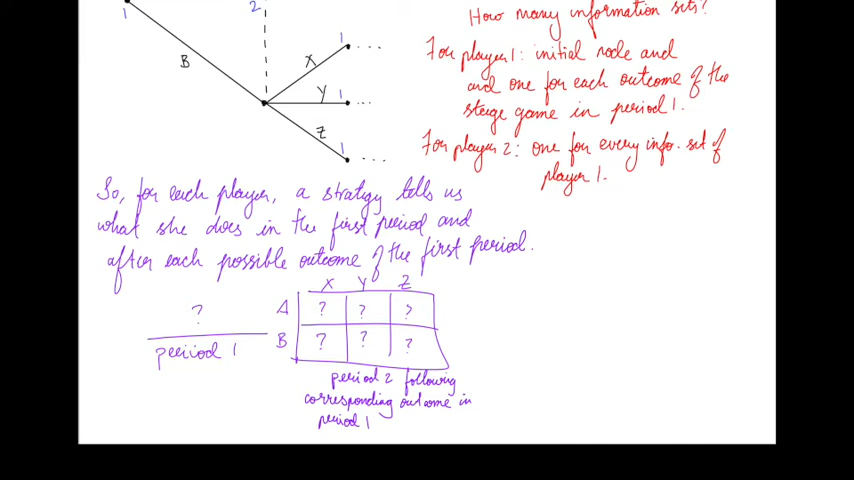 1
2
B
X
1 ...
Y
1 ...
Z
1 ...
How many information sets?
For player 1: initial node and
and one for each outcome of the
stage game in period 1.
For player 2: one for every info. set of
player 1.
So, for each player, a strategy tells us
what she does in the first period and
after each possible outcome of the first period.
X Y Z
? A ? ? ?
period 1 B ? ? ?
period 2 following
corresponding outcome in
period 1